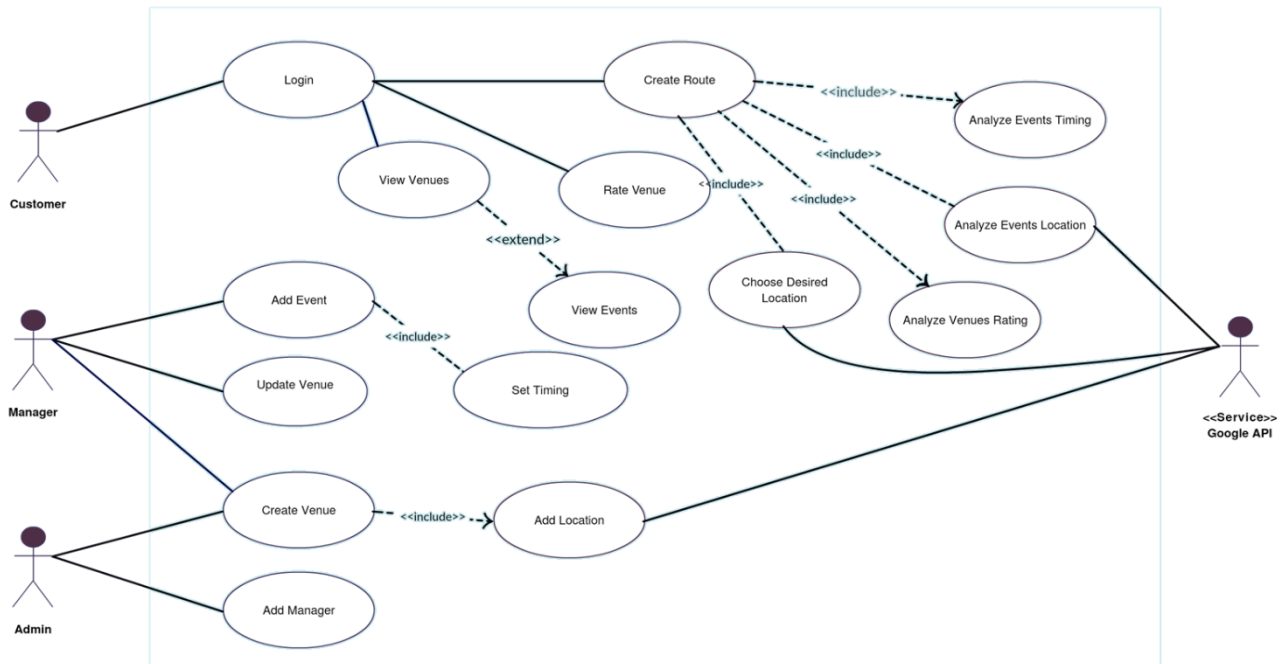 Login
Create Route
<<include>>
Analyze Events Timing
Customer
View Venues
Rate Venue
<<include>>
<<include>>
<<include>>
Analyze Events Location
<<extend>>
Add Event
View Events
Choose Desired
Location
Analyze Venues Rating
<<include>>
Manager
Update Venue
Set Timing
<<Service>>
Google API
Create Venue
<<include>>
Add Location
Admin
Add Manager